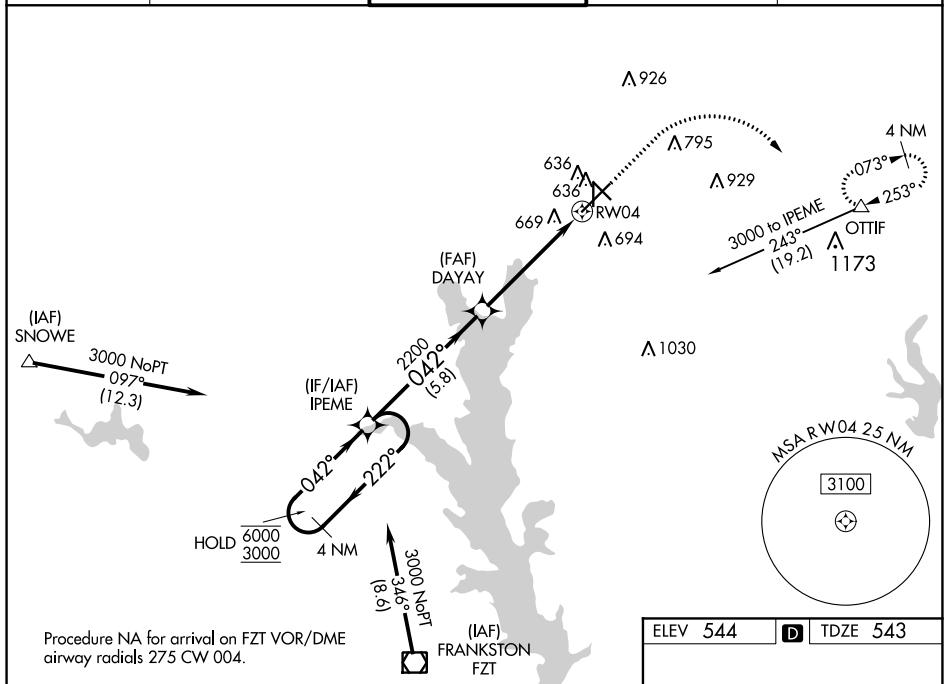 926
795
4 NM
636
636
073°
929
253°
669
RW04
OTTIF
3000 to IPEME
243°
(19.2)
694
1173
(FAF)
DAYAY
(IAF)
SNOWE
3000 NoPT
097°
(12.3)
2200
042°
(5.8)
1030
(IF/IAF)
IPEME
MSA RW04 25 NM
3100
042°
222°
HOLD 6000
3000
4 NM
3000 NoPT
346°
(8.6)
(IAF)
FRANKSTON
FZT
Procedure NA for arrival on FZT VOR/DME
airway radials 275 CW 004.
ELEV 544 D TDZE 543